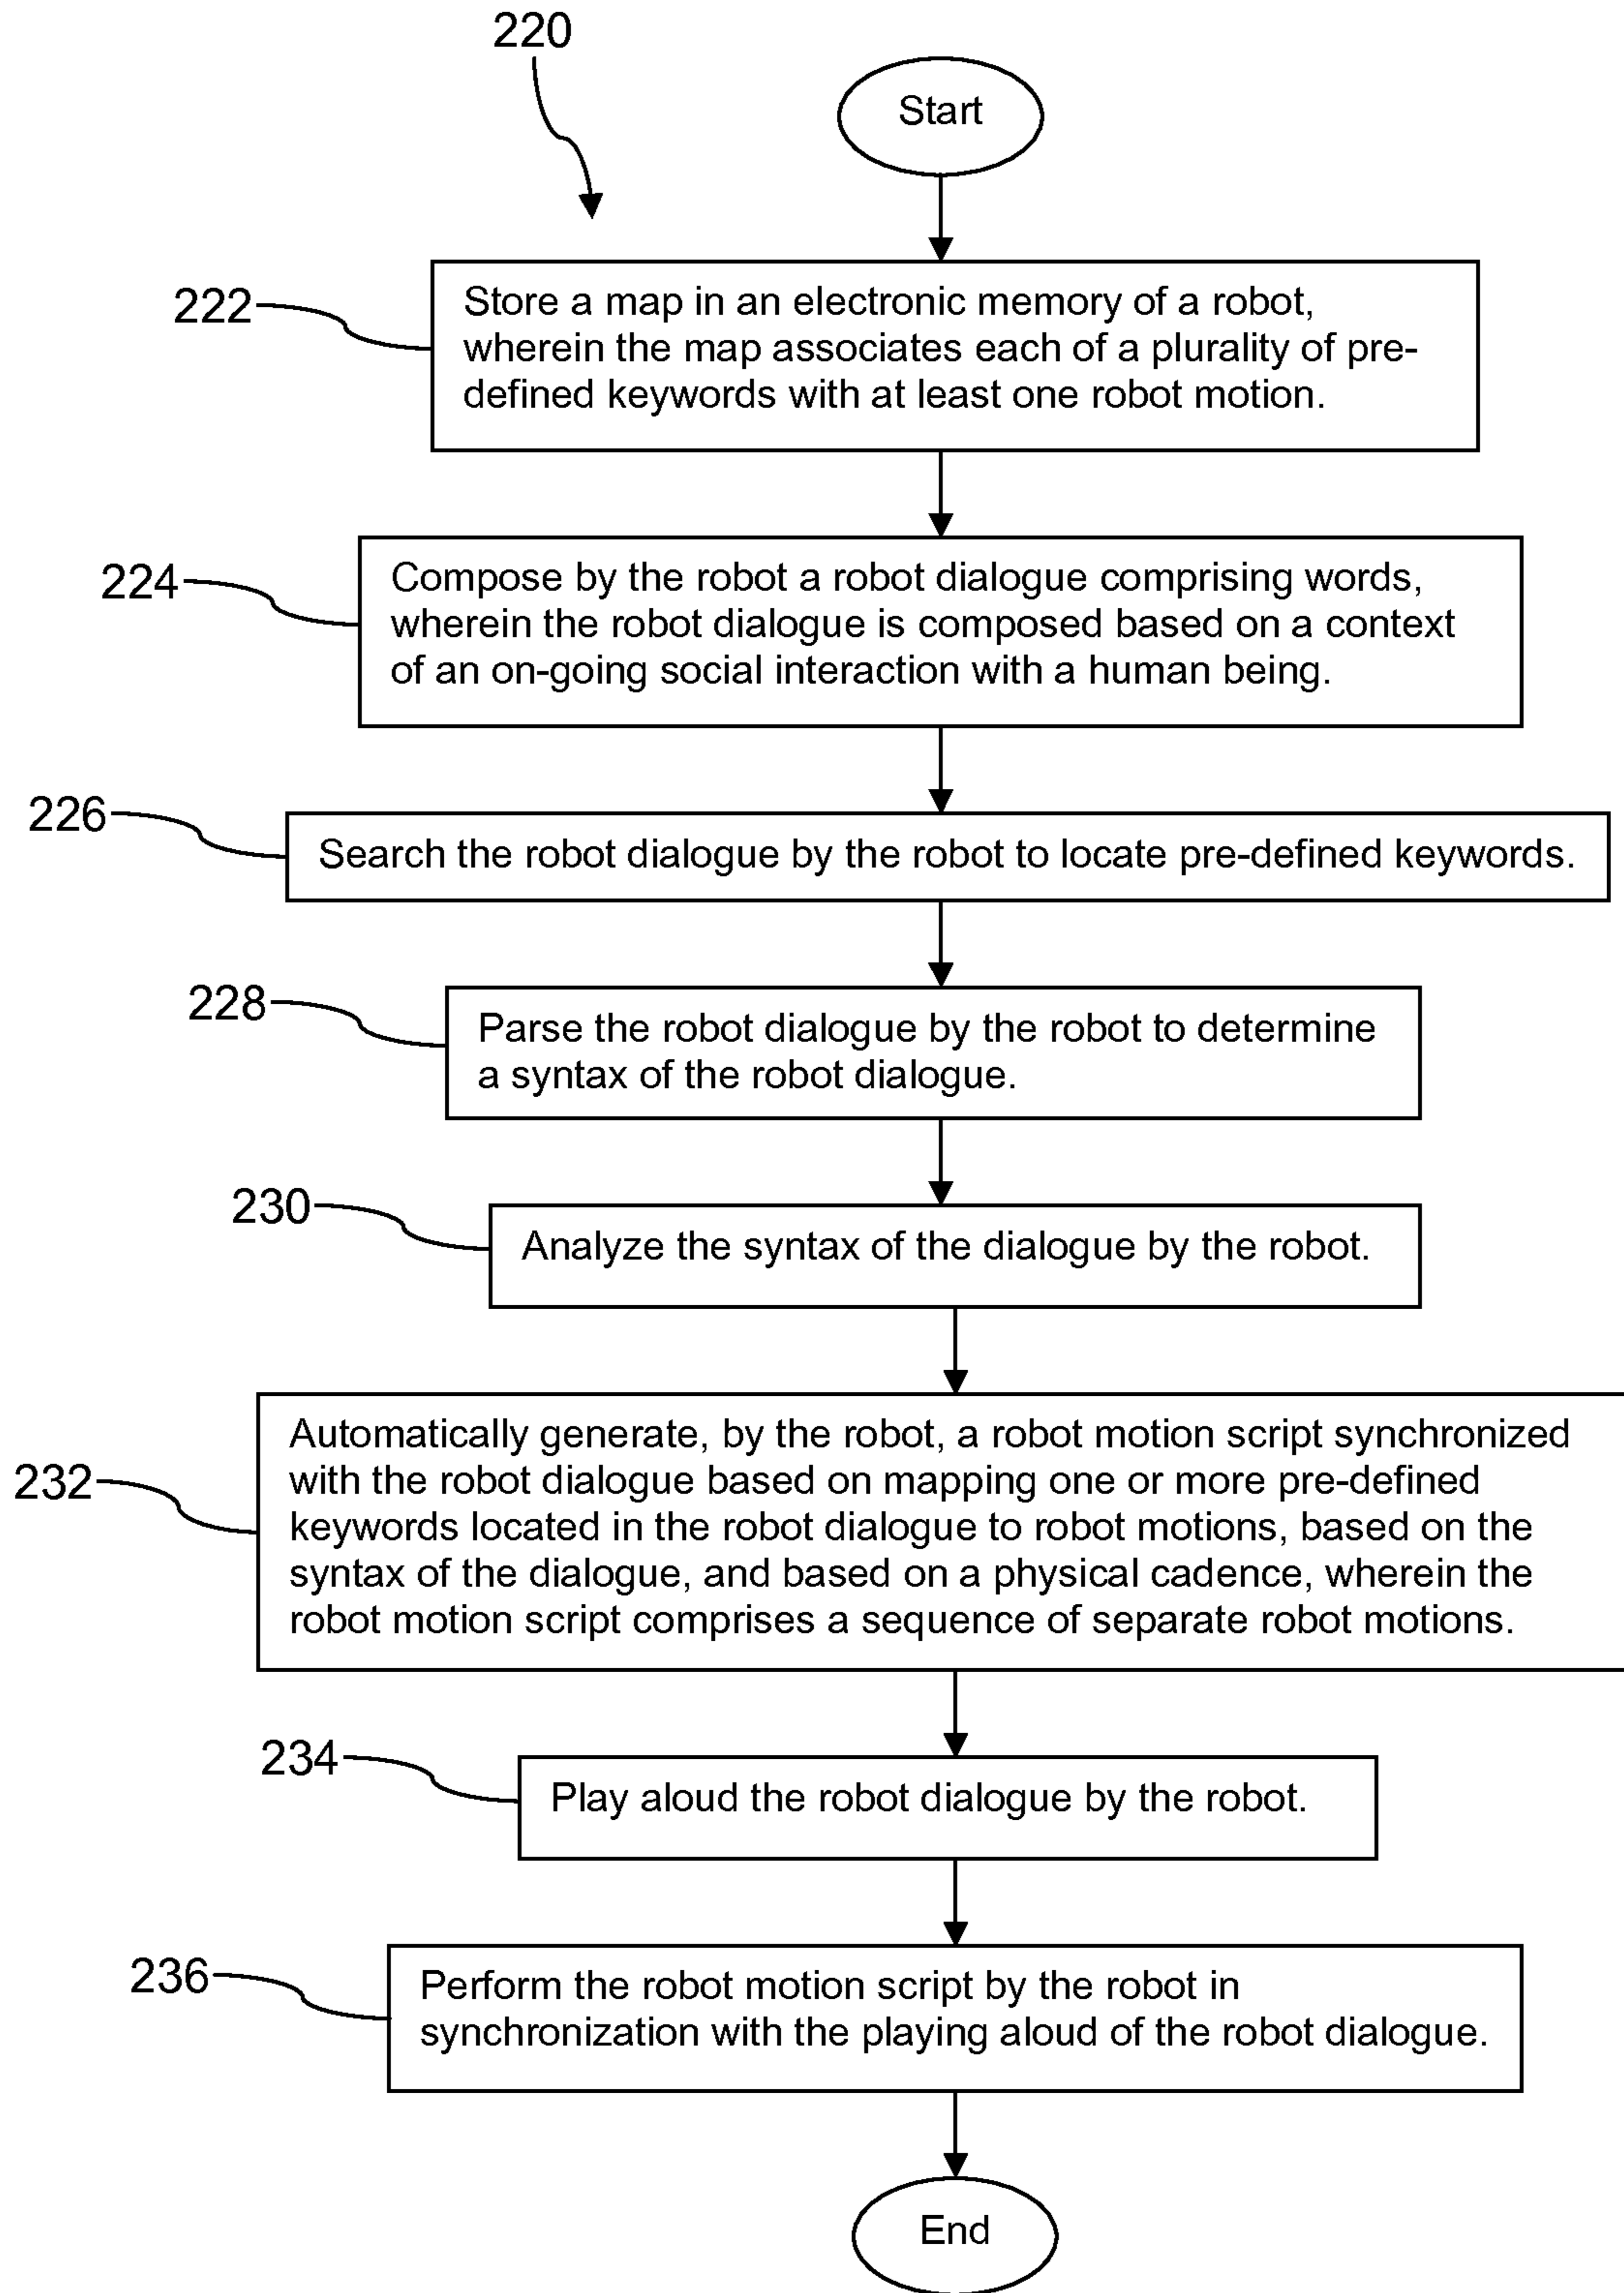 220
Start
222
Store a map in an electronic memory of a robot,
wherein the map associates each of a plurality of pre-
defined keywords with at least one robot motion.
224
Compose by the robot a robot dialogue comprising words,
wherein the robot dialogue is composed based on a context
of an on-going social interaction with a human being.
226
Search the robot dialogue by the robot to locate pre-defined keywords.
228
Parse the robot dialogue by the robot to determine
a syntax of the robot dialogue.
230
Analyze the syntax of the dialogue by the robot.
232
Automatically generate, by the robot, a robot motion script synchronized
with the robot dialogue based on mapping one or more pre-defined
keywords located in the robot dialogue to robot motions, based on the
syntax of the dialogue, and based on a physical cadence, wherein the
robot motion script comprises a sequence of separate robot motions.
234
Play aloud the robot dialogue by the robot.
236
Perform the robot motion script by the robot in
synchronization with the playing aloud of the robot dialogue.
End